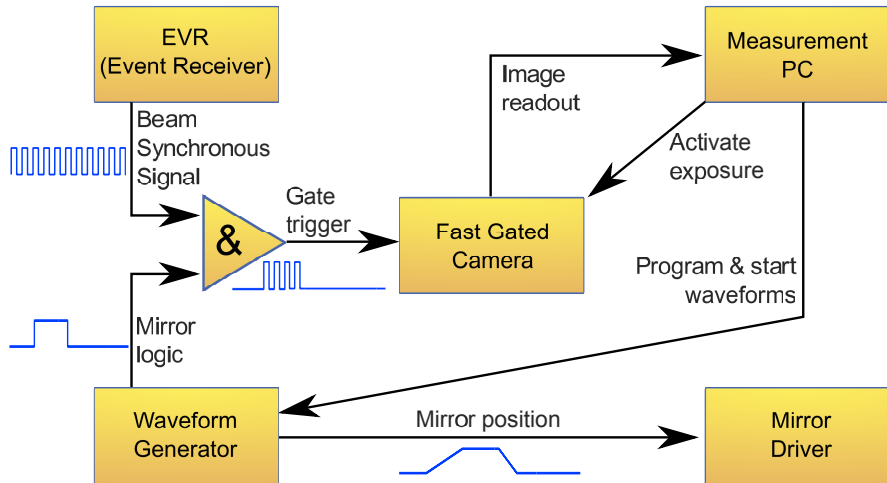 EVR
(Event Receiver)
Measurement
PC
Image
readout
Beam
Synchronous
Signal
Activate
exposure
Gate
trigger
&
Fast Gated
Camera
Program & start
waveforms
Mirror
logic
Waveform
Generator
Mirror position
Mirror
Driver